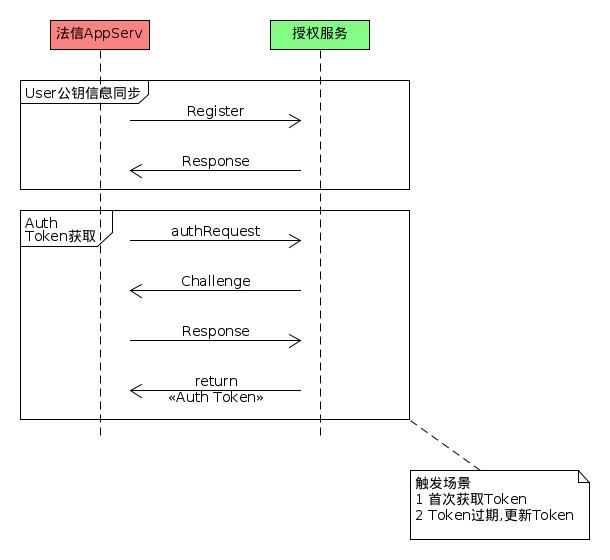 法信AppServ
授权服务
User公钥信息同步
Register
Response
Auth
Token获取
authRequest
Challenge
Response
return
«Auth Token»
触发场景
1 首次获取Token
2 Token过期,更新Token